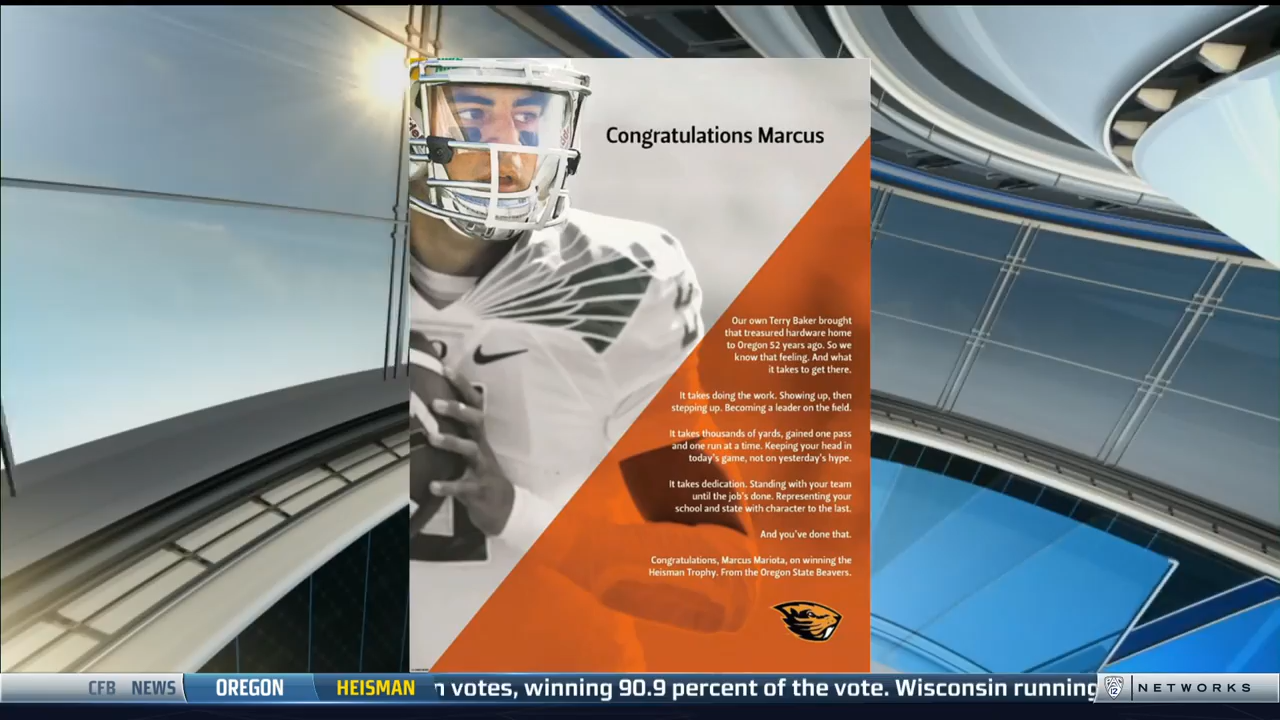 Congratulations Marcus
Our own Terry Baker brought
that treasured hardware home
to Oregon 52 years ago. So we
know that feeling. And what
it takes to get there.
It takes doing the work. Showing up, then
stepping up. Becoming a leader on the field.
It takes thousands of yards, gained one pass
and one run at a time. Keeping your head in
today's game, not on yesterday's hype.
It takes dedication. Standing with your team
until the job's done. Representing your
school and state with character to the last.
And you've done that.
Congratulations, Marcus Mariota, on winning the
Heisman Trophy. From the Oregon State Beavers.
CFB NEWS OREGON HEISMAN n votes, winning 90.9 percent of the vote. Wisconsin running PAC 12 NETWORKS